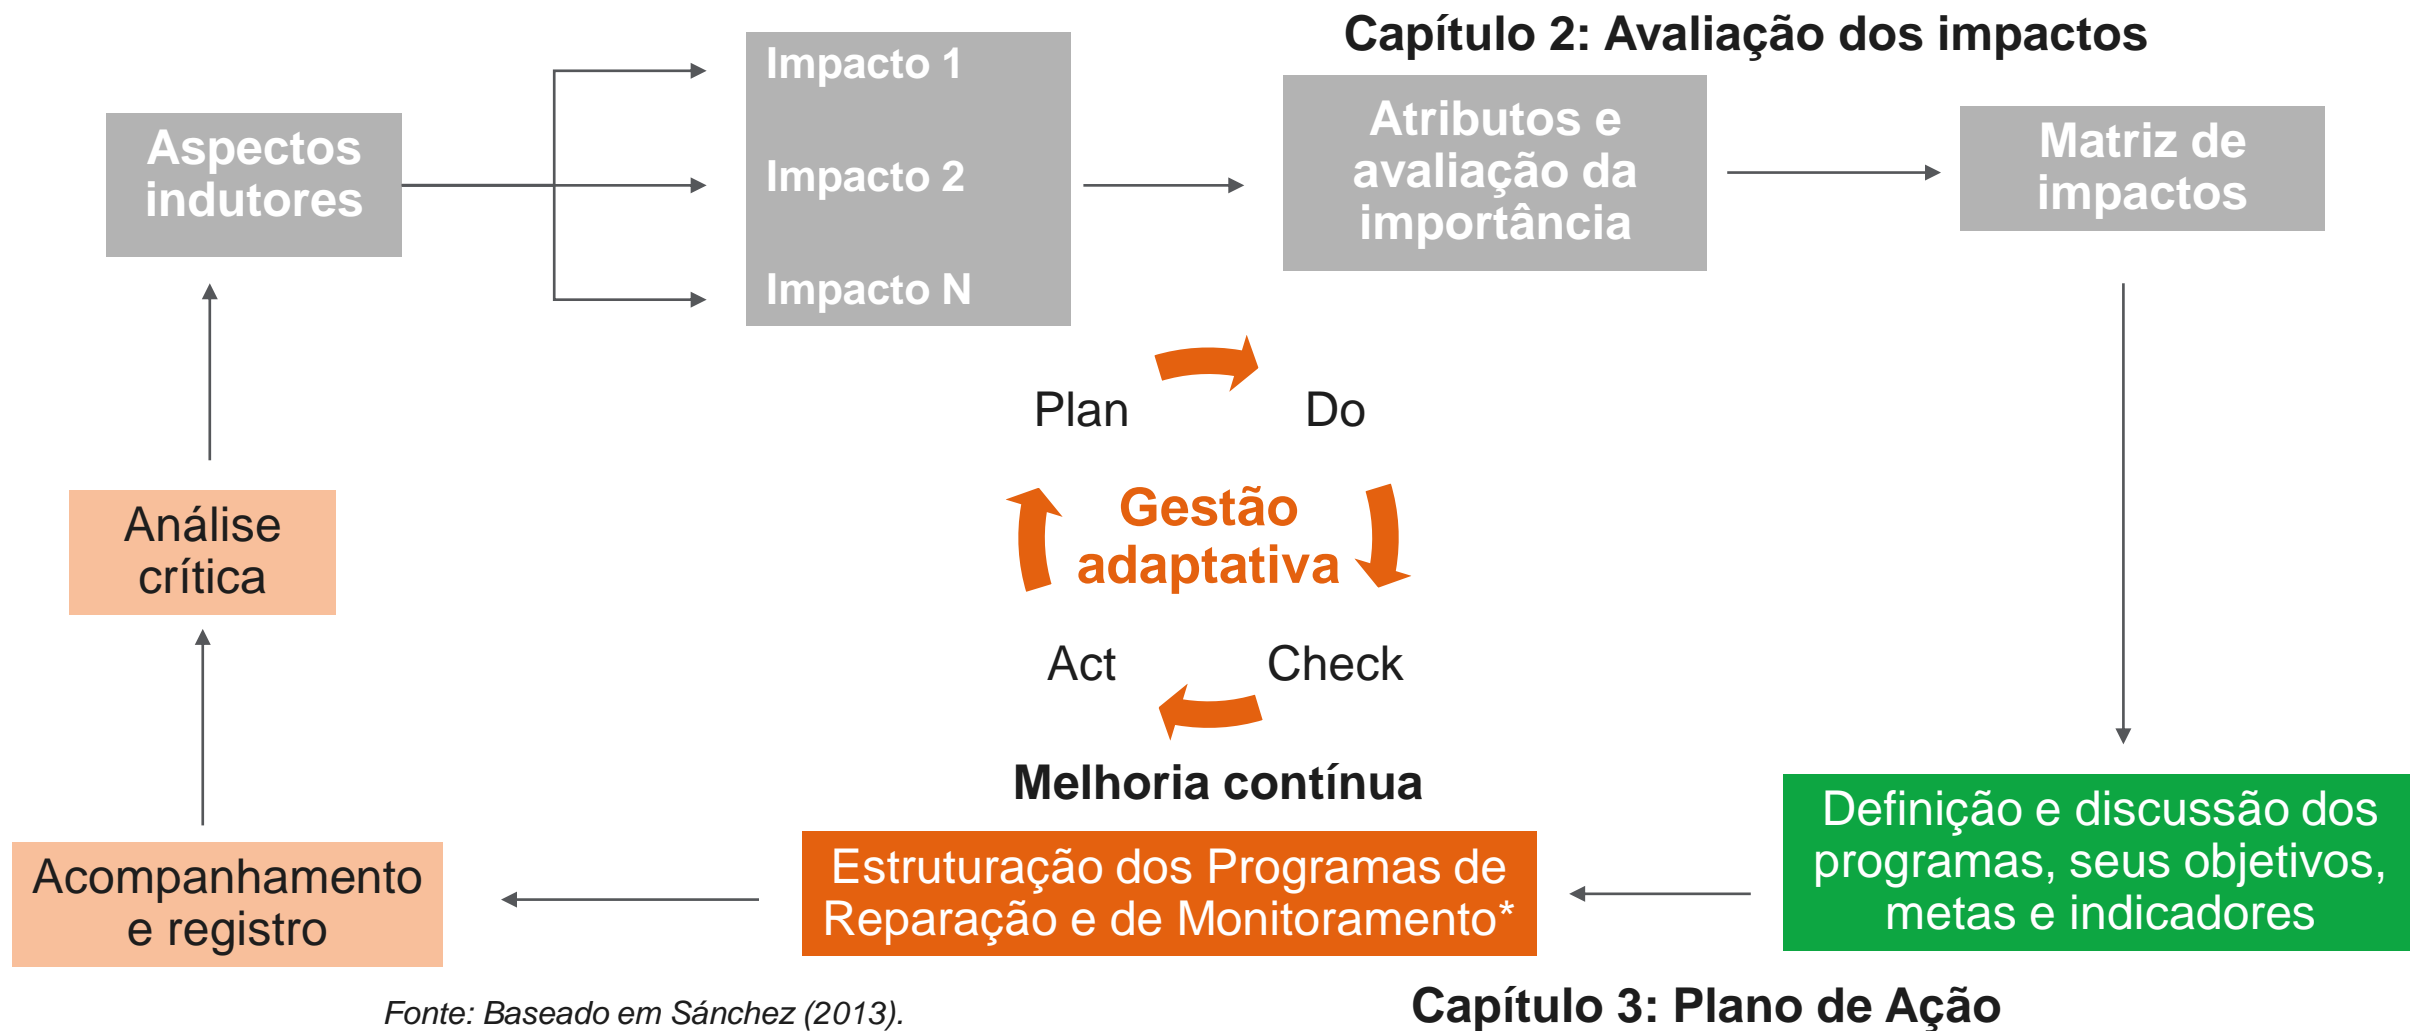 Capítulo 2: Avaliação dos impactos
Aspectos
indutores
Impacto 1
Impacto 2
Impacto N
Atributos e
avaliação da
importância
Matriz de
impactos
Plan
Do
Gestão
adaptativa
Act
Check
Melhoria contínua
Análise
crítica
Acompanhamento
e registro
Estruturação dos Programas de
Reparação e de Monitoramento*
Definição e discussão dos
programas, seus objetivos,
metas e indicadores
Fonte: Baseado em Sánchez (2013).
Capítulo 3: Plano de Ação